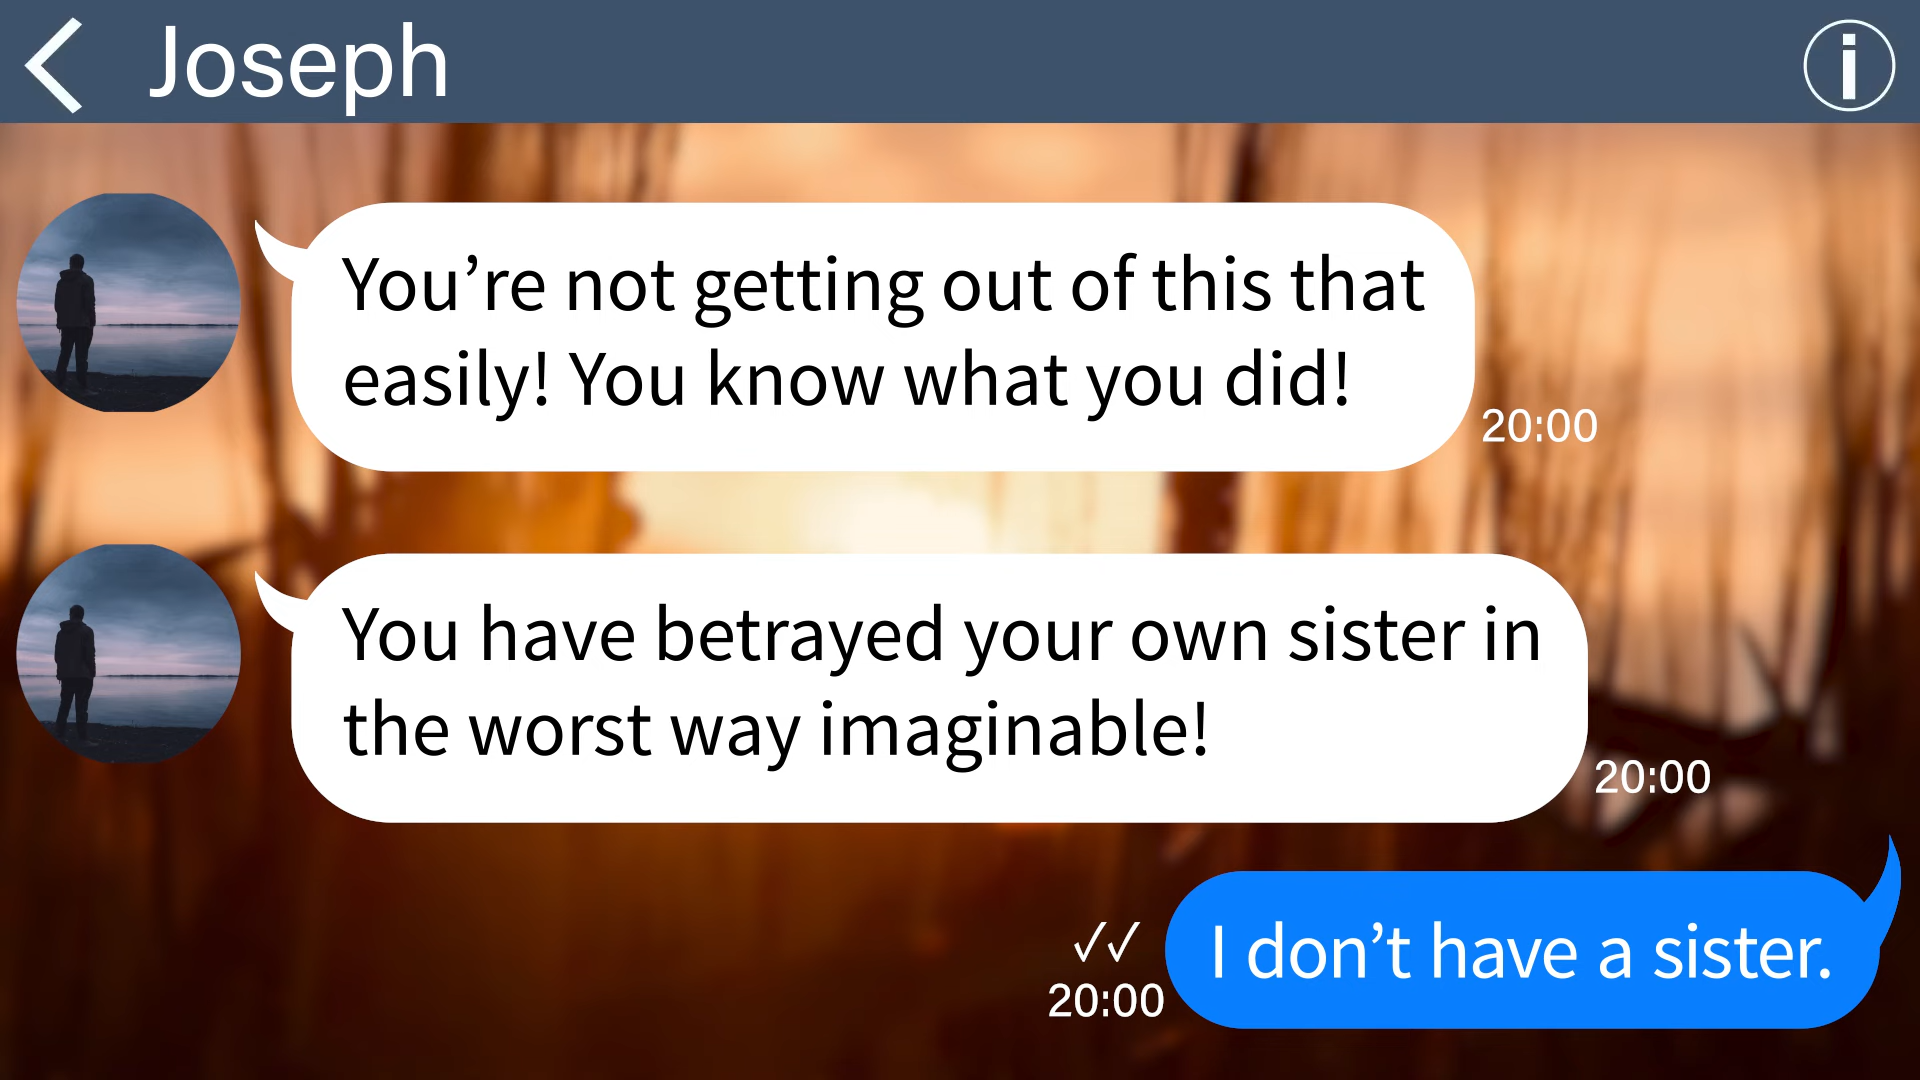 Joseph
You’re not getting out of this that
easily! You know what you did!
20:00
You have betrayed your own sister in
the worst way imaginable!
20:00
I don’t have a sister.
20:00